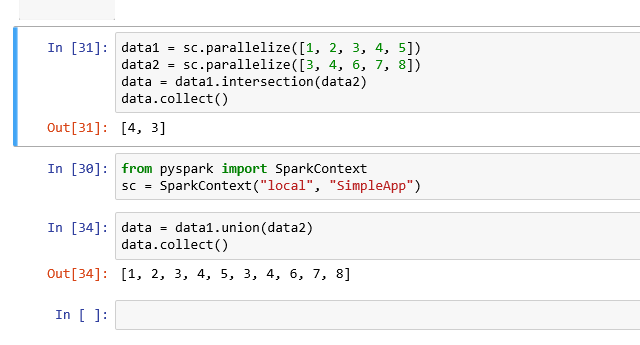 In [31]: data1 = sc.parallelize([1, 2, 3, 4, 5])
data2 = sc.parallelize([3, 4, 6, 7, 8])
data = data1.intersection(data2)
data.collect()
Out[31]: [4, 3]
In [30]: from pyspark import SparkContext
sc = SparkContext("local", "SimpleApp")
In [34]: data = data1.union(data2)
data.collect()
Out[34]: [1, 2, 3, 4, 5, 3, 4, 6, 7, 8]
In [ ]: